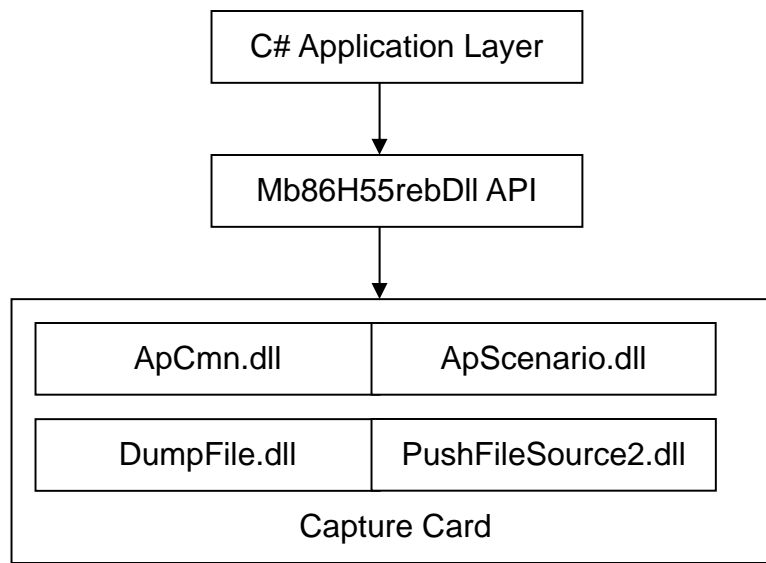 C# Application Layer
Mb86H55rebDll API
ApCmn.dll
ApScenario.dll
DumpFile.dll
PushFileSource2.dll
Capture Card